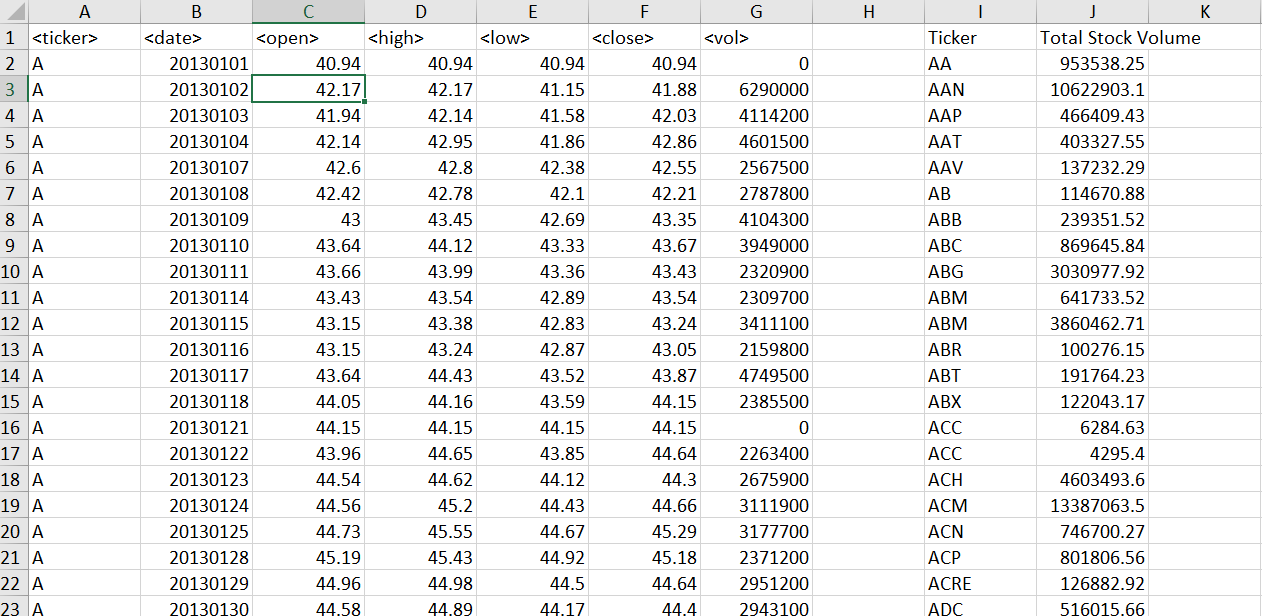 A B C D E F G H I J K
1 <ticker> <date> <open> <high> <low> <close> <vol> Ticker Total Stock Volume
2 A 20130101 40.94 40.94 40.94 40.94 0 AA 953538.25
3 A 20130102 42.17 42.17 41.15 41.88 6290000 AAN 10622903.1
4 A 20130103 41.94 42.14 41.58 42.03 4114200 AAP 466409.43
5 A 20130104 42.14 42.95 41.86 42.86 4601500 AAT 403327.55
6 A 20130107 42.6 42.8 42.38 42.55 2567500 AAV 137232.29
7 A 20130108 42.42 42.78 42.1 42.21 2787800 AB 114670.88
8 A 20130109 43 43.45 42.69 43.35 4104300 ABB 239351.52
9 A 20130110 43.64 44.12 43.33 43.67 3949000 ABC 869645.84
10 A 20130111 43.66 43.99 43.36 43.43 2320900 ABG 3030977.92
11 A 20130114 43.43 43.54 42.89 43.54 2309700 ABM 641733.52
12 A 20130115 43.15 43.38 42.83 43.24 3411100 ABM 3860462.71
13 A 20130116 43.15 43.24 42.87 43.05 2159800 ABR 100276.15
14 A 20130117 43.64 44.43 43.52 43.87 4749500 ABT 191764.23
15 A 20130118 44.05 44.16 43.59 44.15 2385500 ABX 122043.17
16 A 20130121 44.15 44.15 44.15 44.15 0 ACC 6284.63
17 A 20130122 43.96 44.65 43.85 44.64 2263400 ACC 4295.4
18 A 20130123 44.54 44.62 44.12 44.3 2675900 ACH 4603493.6
19 A 20130124 44.56 45.2 44.43 44.66 3111900 ACM 13387063.5
20 A 20130125 44.73 45.55 44.67 45.29 3177700 ACN 746700.27
21 A 20130128 45.19 45.43 44.92 45.18 2371200 ACP 801806.56
22 A 20130129 44.96 44.98 44.5 44.64 2951200 ACRE 126882.92
23 A 20130130 44.58 44.89 44.17 44.4 2943100 ADC 516015.66